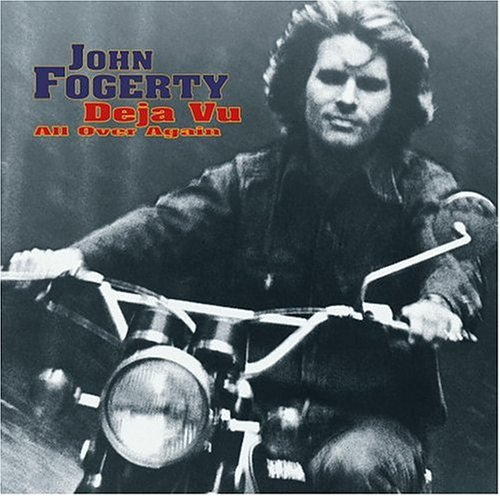 JOHN
FOGERTY
Deja Vu
All Over Again